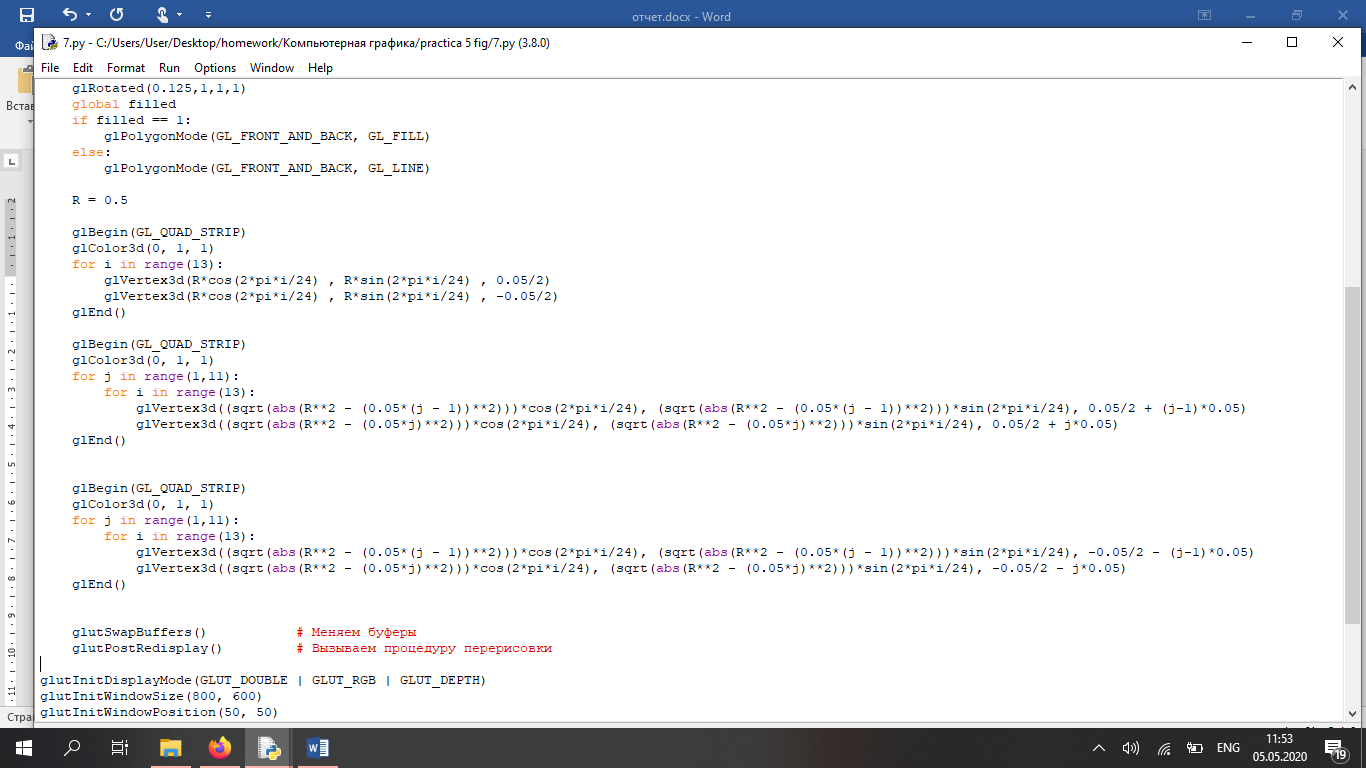 отчет.docx - Word
Фай
7.py - C:/Users/User/Desktop/homework/Компьютерная графика/practica 5 fig/7.py (3.8.0)
File Edit Format Run Options Window Help
Встав
glRotated(0.125,1,1,1)
global filled
if filled == 1:
glPolygonMode(GL_FRONT_AND_BACK, GL_FILL)
else:
glPolygonMode(GL_FRONT_AND_BACK, GL_LINE)
R = 0.5
glBegin(GL_QUAD_STRIP)
glColor3d(0, 1, 1)
for i in range(13):
glVertex3d(R*cos(2*pi*i/24) , R*sin(2*pi*i/24) , 0.05/2)
glVertex3d(R*cos(2*pi*i/24) , R*sin(2*pi*i/24) , -0.05/2)
glEnd()
glBegin(GL_QUAD_STRIP)
glColor3d(0, 1, 1)
for j in range(1,11):
for i in range(13):
glVertex3d((sqrt(abs(R**2 - (0.05*(j - 1))**2)))*cos(2*pi*i/24), (sqrt(abs(R**2 - (0.05*(j - 1))**2)))*sin(2*pi*i/24), 0.05/2 + (j-1)*0.05)
glVertex3d((sqrt(abs(R**2 - (0.05*j)**2)))*cos(2*pi*i/24), (sqrt(abs(R**2 - (0.05*j)**2)))*sin(2*pi*i/24), 0.05/2 + j*0.05)
glEnd()
glBegin(GL_QUAD_STRIP)
glColor3d(0, 1, 1)
for j in range(1,11):
for i in range(13):
glVertex3d((sqrt(abs(R**2 - (0.05*(j - 1))**2)))*cos(2*pi*i/24), (sqrt(abs(R**2 - (0.05*(j - 1))**2)))*sin(2*pi*i/24), -0.05/2 - (j-1)*0.05)
glVertex3d((sqrt(abs(R**2 - (0.05*j)**2)))*cos(2*pi*i/24), (sqrt(abs(R**2 - (0.05*j)**2)))*sin(2*pi*i/24), -0.05/2 - j*0.05)
glEnd()
glutSwapBuffers() # Меняем буферы
glutPostRedisplay() # Вызываем процедуру перерисовки
glutInitDisplayMode(GLUT_DOUBLE | GLUT_RGB | GLUT_DEPTH)
glutInitWindowSize(800, 600)
glutInitWindowPosition(50, 50)
Стра
ENG
11:53
05.05.2020
19